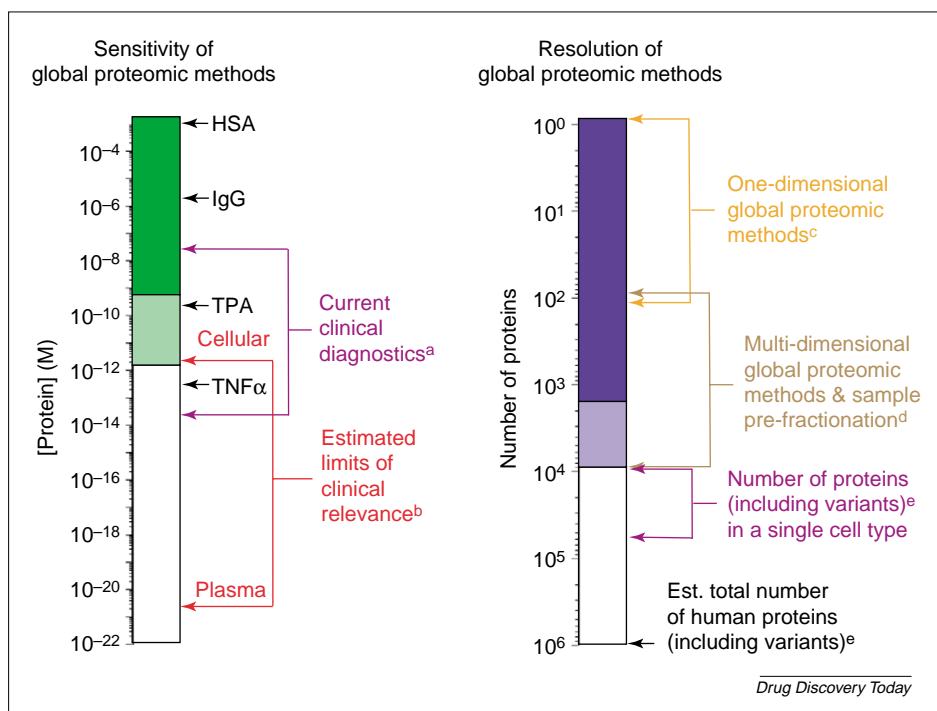 Sensitivity of
global proteomic methods
[Protein] (M)
10–4
10–6
10–8
10–10
10–12
10–14
10–16
10–18
10–20
10–22
HSA
IgG
TPA
Cellular
TNFα
Current
clinical
diagnosticsa
Estimated
limits of
clinical
relevanceb
Plasma
Resolution of
global proteomic methods
Number of proteins
100
101
102
103
104
105
106
One-dimensional
global proteomic
methodsc
Multi-dimensional
global proteomic
methods & sample
pre-fractionationd
Number of proteins
(including variants)e
in a single cell type
Est. total number
of human proteins
(including variants)e
Drug Discovery Today